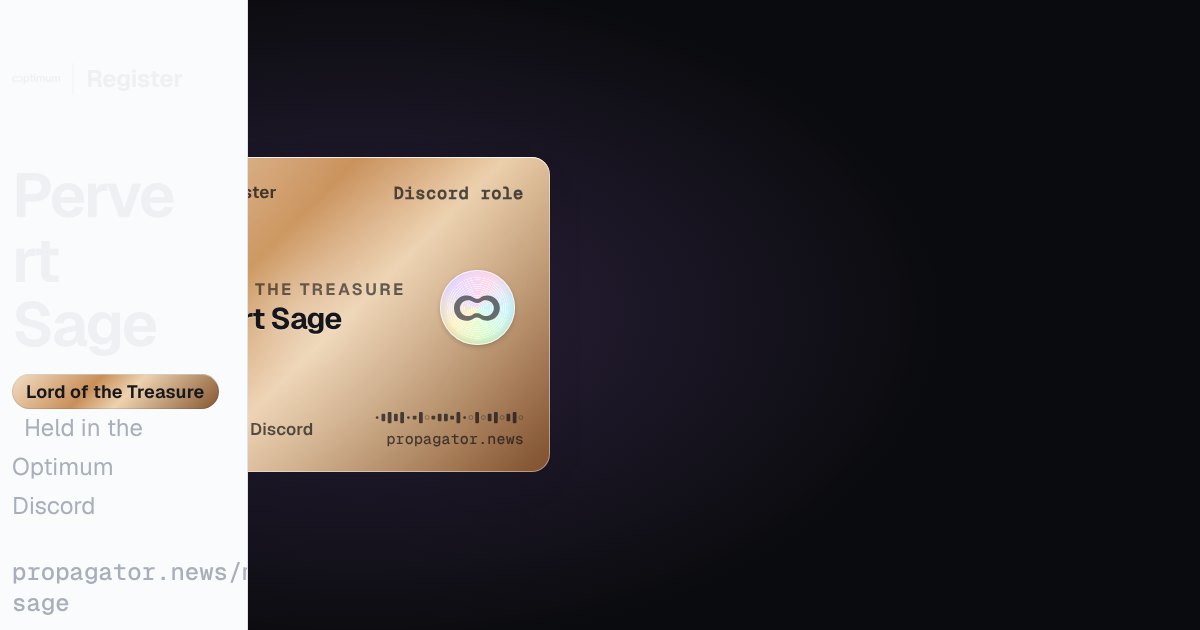 optimum | Register
Perve
rt
Sage
Lord of the Treasure
Held in the
Optimum
Discord
propagator.news/
sage
ster
Discord role
THE TREASURE
rt Sage
Discord
propagator.news